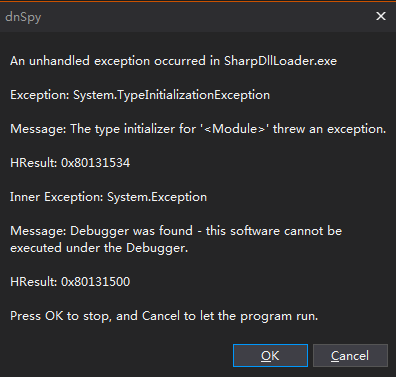 dnSpy
An unhandled exception occurred in SharpDllLoader.exe
Exception: System.TypeInitializationException
Message: The type initializer for '<Module>' threw an exception.
HResult: 0x80131534
Inner Exception: System.Exception
Message: Debugger was found - this software cannot be
executed under the Debugger.
HResult: 0x80131500
Press OK to stop, and Cancel to let the program run.
OK
Cancel